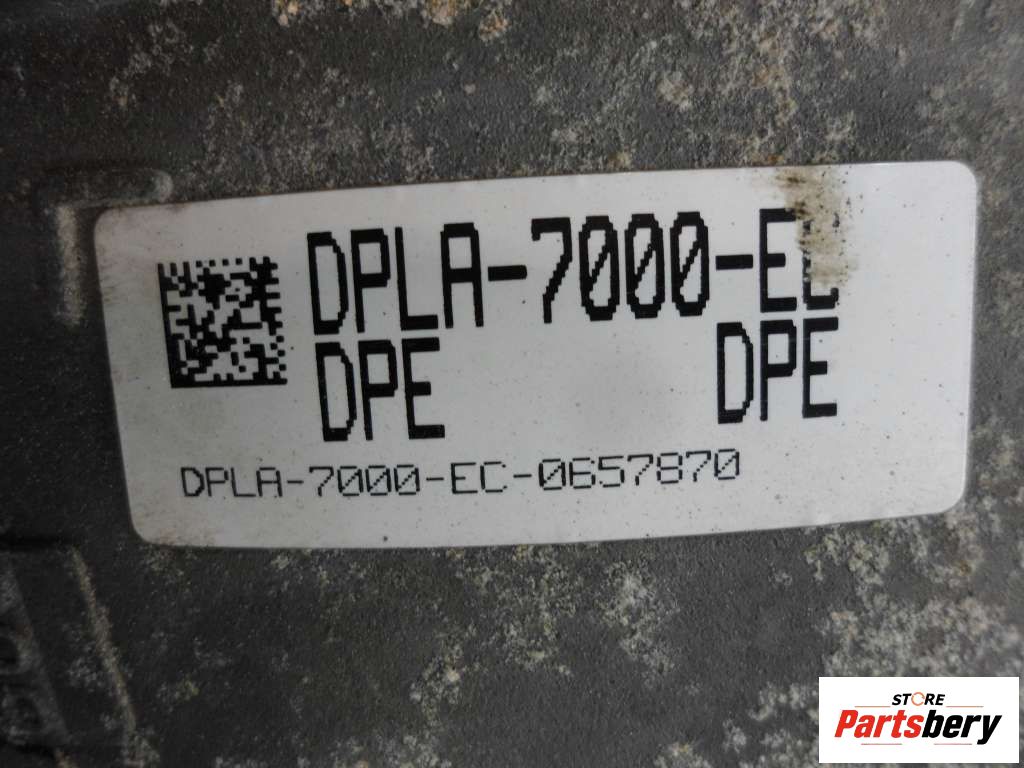 DPLA-7000-EC
DPE DPE
DPLA-7000-EC-0657870
STORE
Partsbery